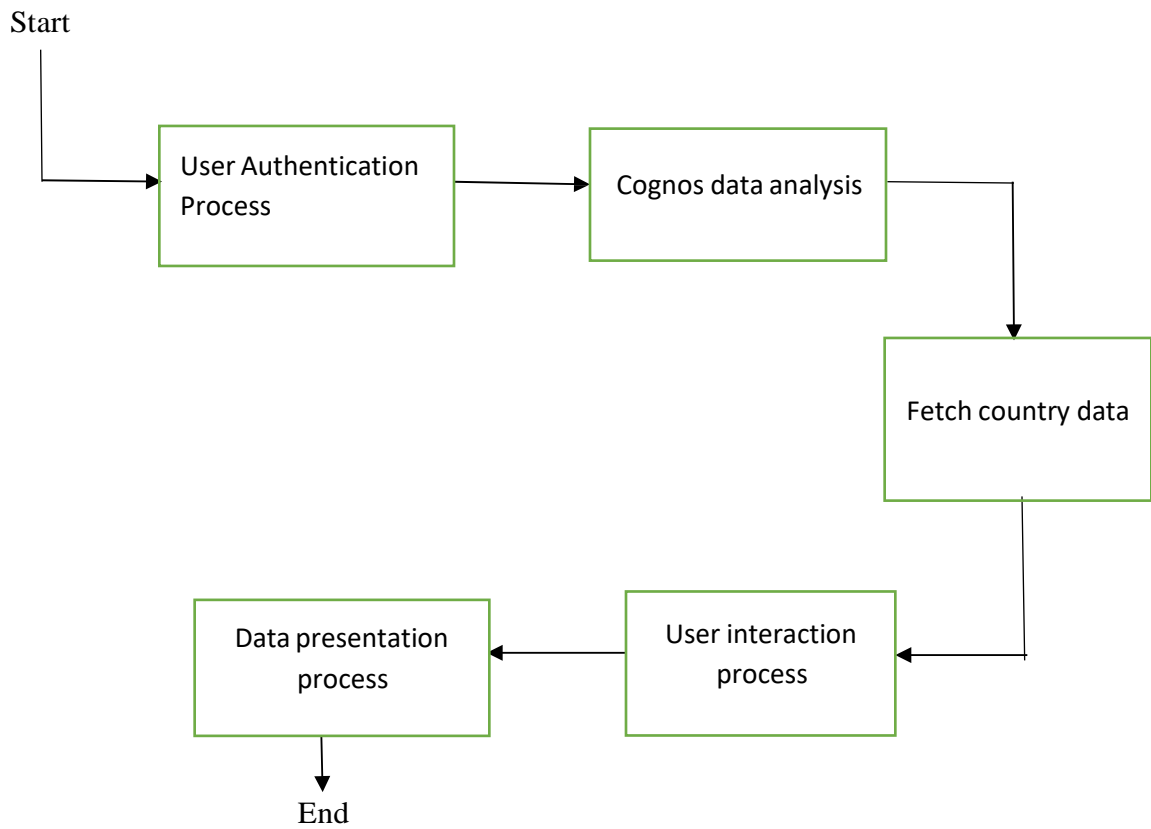 Start
User Authentication
Process
Cognos data analysis
Fetch country data
User interaction
process
Data presentation
process
End